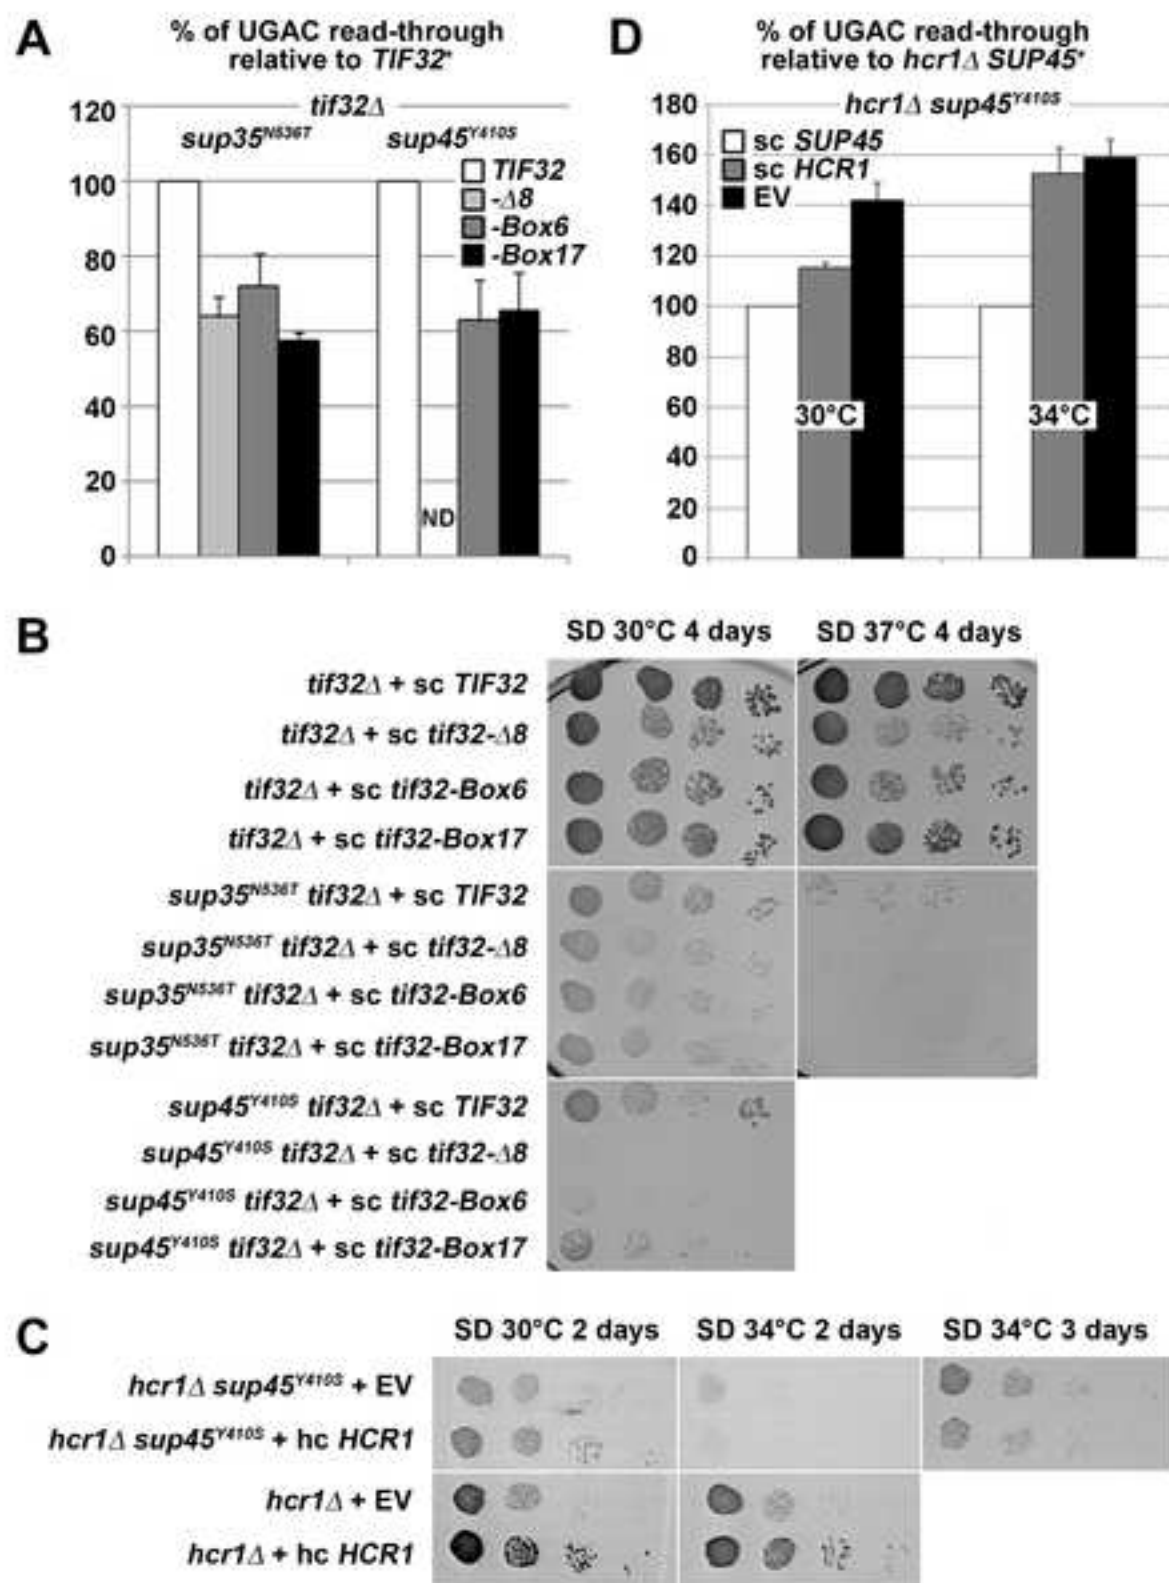 A
% of UGAC read-through
relative to TIF32⁺
120
100
80
60
40
20
0
tif32Δ
sup35ᴺ⁵³⁶ᵀ sup45ʸ⁴¹⁰ˢ
TIF32
-Δ8
-Box6
-Box17
ND
D
% of UGAC read-through
relative to hcr1Δ SUP45⁺
180
160
140
120
100
80
60
40
20
0
hcr1Δ sup45ʸ⁴¹⁰ˢ
sc SUP45
sc HCR1
EV
30°C
34°C
B
SD 30°C 4 days SD 37°C 4 days
tif32Δ + sc TIF32
tif32Δ + sc tif32-Δ8
tif32Δ + sc tif32-Box6
tif32Δ + sc tif32-Box17
sup35ᴺ⁵³⁶ᵀ tif32Δ + sc TIF32
sup35ᴺ⁵³⁶ᵀ tif32Δ + sc tif32-Δ8
sup35ᴺ⁵³⁶ᵀ tif32Δ + sc tif32-Box6
sup35ᴺ⁵³⁶ᵀ tif32Δ + sc tif32-Box17
sup45ʸ⁴¹⁰ˢ tif32Δ + sc TIF32
sup45ʸ⁴¹⁰ˢ tif32Δ + sc tif32-Δ8
sup45ʸ⁴¹⁰ˢ tif32Δ + sc tif32-Box6
sup45ʸ⁴¹⁰ˢ tif32Δ + sc tif32-Box17
C
SD 30°C 2 days SD 34°C 2 days SD 34°C 3 days
hcr1Δ sup45ʸ⁴¹⁰ˢ + EV
hcr1Δ sup45ʸ⁴¹⁰ˢ + hc HCR1
hcr1Δ + EV
hcr1Δ + hc HCR1